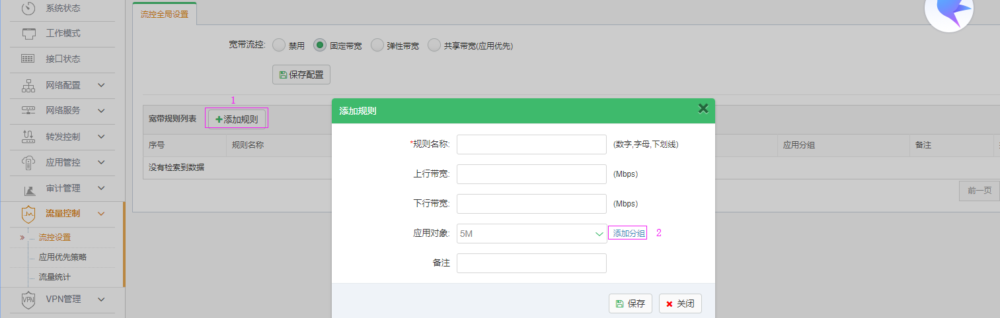 系统状态
工作模式
接口状态
网络配置
网络服务
转发控制
应用管控
审计管理
流量控制
流控设置
应用优先策略
流量统计
VPN管理
VPN
流控全局设置
宽带流控: 禁用 固定带宽 弹性带宽 共享带宽(应用优先)
保存配置
1
宽带规则列表 添加规则
序号 规则名称 应用分组 备注
没有检索到数据
前一页
添加规则
*规则名称: (数字,字母,下划线)
上行带宽: (Mbps)
下行带宽: (Mbps)
应用对象: 5M 添加分组 2
备注
保存 关闭